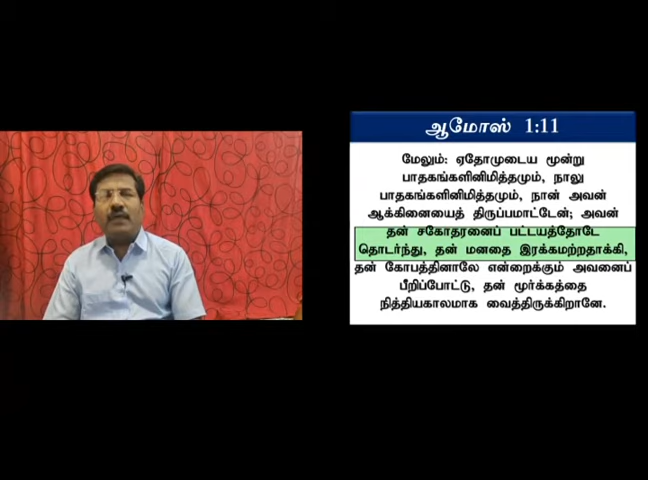 ஆமோஸ் 1:11
மேலும்: ஏதோமுடைய மூன்று
பாதகங்களினிமித்தமும், நாலு
பாதகங்களினிமித்தமும், நான் அவன்
ஆக்கினையைத் திருப்பமாட்டேன்; அவன்
தன் சகோதரனைப் பட்டயத்தோடே
தொடர்ந்து, தன் மனதை இரக்கமற்றதாக்கி,
தன் கோபத்தினாலே என்றைக்கும் அவனைப்
பீறிப்போட்டு, தன் மூர்க்கத்தை
நித்தியகாலமாக வைத்திருக்கிறானே.